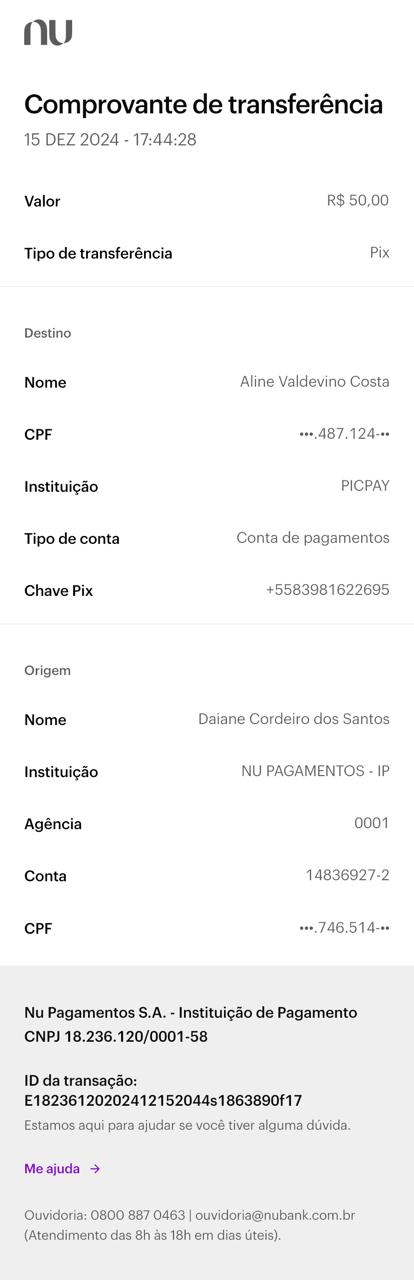 nu
Comprovante de transferência
15 DEZ 2024 - 17:44:28
Valor R$ 50,00
Tipo de transferência Pix
Destino
Nome Aline Valdevino Costa
CPF •••.487.124-••
Instituição PICPAY
Tipo de conta Conta de pagamentos
Chave Pix +5583981622695
Origem
Nome Daiane Cordeiro dos Santos
Instituição NU PAGAMENTOS - IP
Agência 0001
Conta 14836927-2
CPF •••.746.514-••
Nu Pagamentos S.A. - Instituição de Pagamento
CNPJ 18.236.120/0001-58
ID da transação:
E18236120202412152044s1863890f17
Estamos aqui para ajudar se você tiver alguma dúvida.
Me ajuda →
Ouvidoria: 0800 887 0463 | ouvidoria@nubank.com.br
(Atendimento das 8h às 18h em dias úteis).